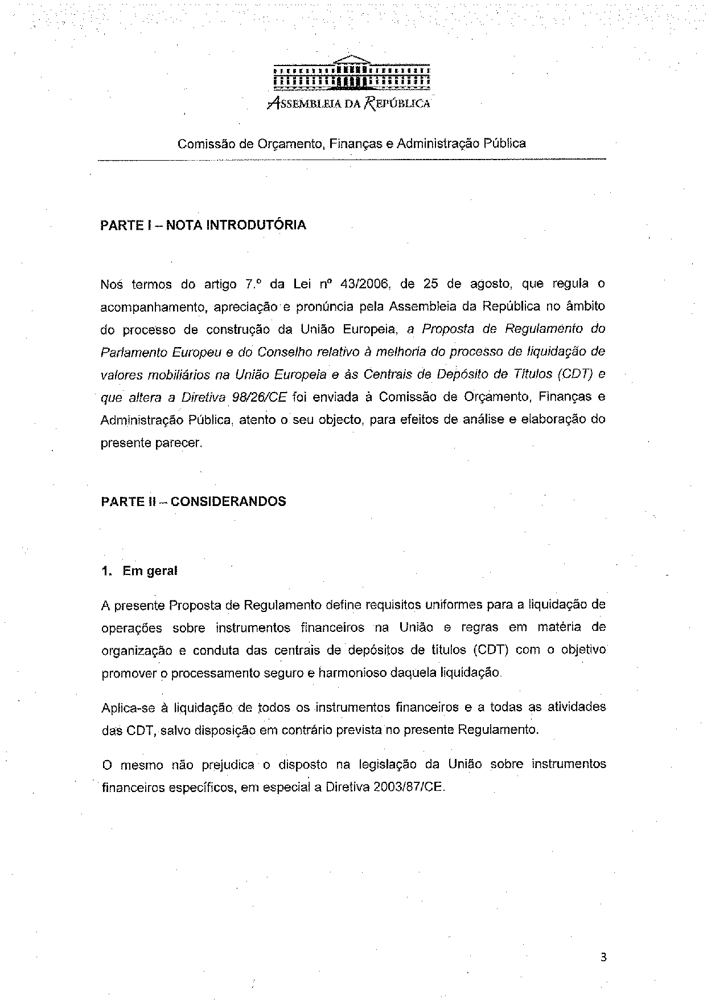 ASSEMBLEIA DA REPÚBLICA
Comissão de Orçamento, Finanças e Administração Pública
PARTE I – NOTA INTRODUTÓRIA
Nos termos do artigo 7.º da Lei nº 43/2006, de 25 de agosto, que regula o
acompanhamento, apreciação e pronúncia pela Assembleia da República no âmbito
do processo de construção da União Europeia, a Proposta de Regulamento do
Parlamento Europeu e do Conselho relativo à melhoria do processo de liquidação de
valores mobiliários na União Europeia e às Centrais de Depósito de Títulos (CDT) e
que altera a Diretiva 98/26/CE foi enviada à Comissão de Orçamento, Finanças e
Administração Pública, atento o seu objecto, para efeitos de análise e elaboração do
presente parecer.
PARTE II – CONSIDERANDOS
1. Em geral
A presente Proposta de Regulamento define requisitos uniformes para a liquidação de
operações sobre instrumentos financeiros na União e regras em matéria de
organização e conduta das centrais de depósitos de títulos (CDT) com o objetivo
promover o processamento seguro e harmonioso daquela liquidação.
Aplica-se à liquidação de todos os instrumentos financeiros e a todas as atividades
das CDT, salvo disposição em contrário prevista no presente Regulamento.
O mesmo não prejudica o disposto na legislação da União sobre instrumentos
financeiros específicos, em especial a Diretiva 2003/87/CE.
3